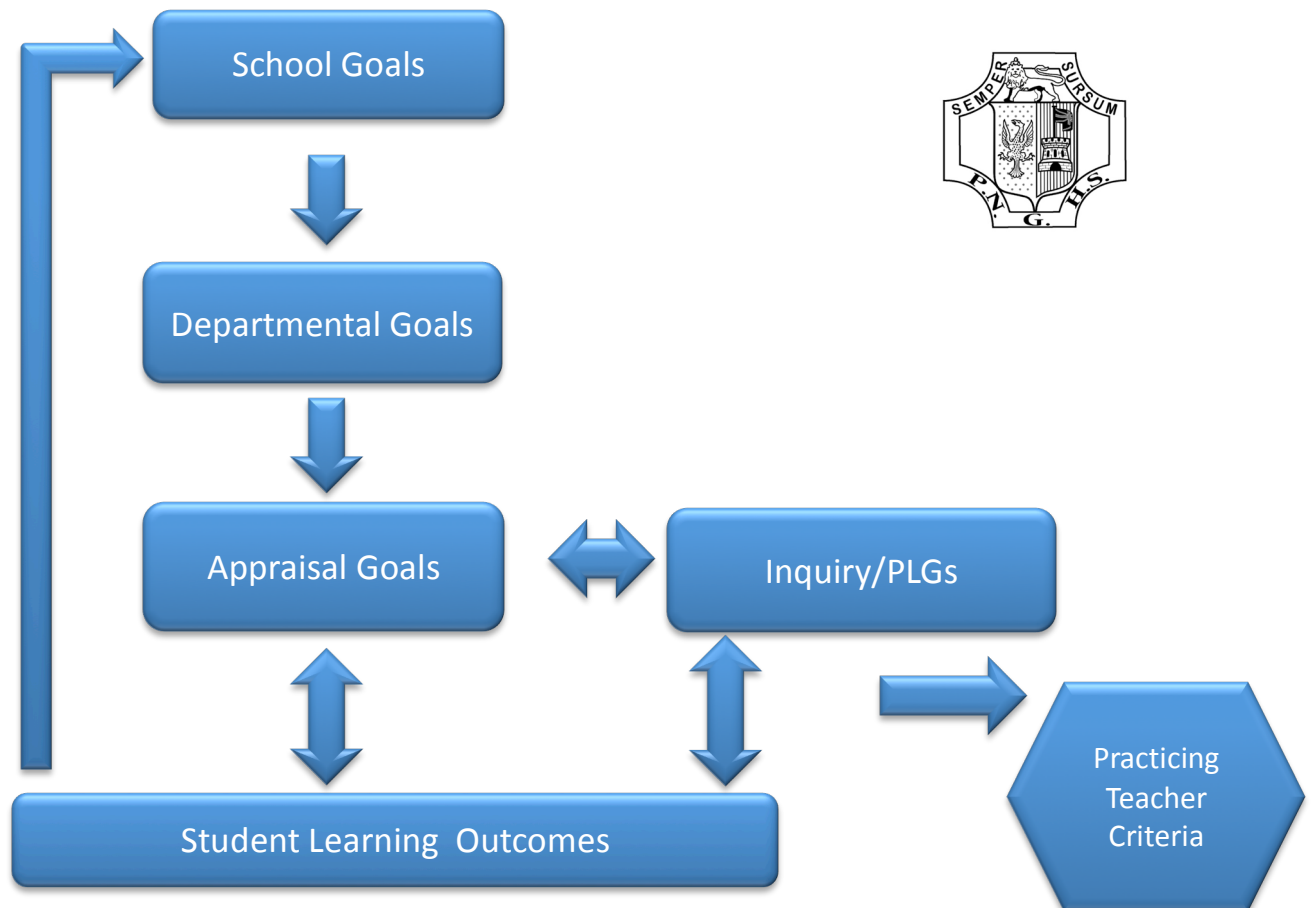 School Goals
SEMPER SURSUM
P.N. G. H.S.
Departmental Goals
Appraisal Goals
Inquiry/PLGs
Practicing
Teacher
Criteria
Student Learning Outcomes